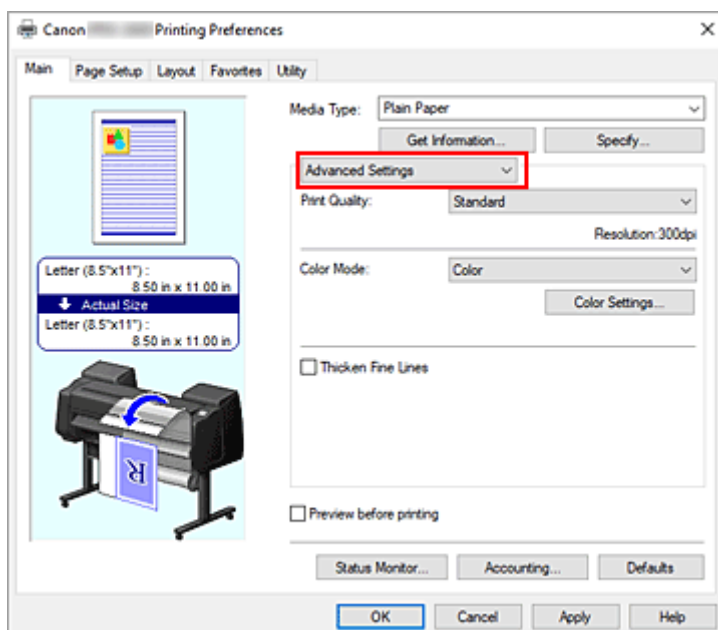 Canon Printing Preferences
Main Page Setup Layout Favorites Utility
Media Type: Plain Paper
Get Information... Specify...
Advanced Settings
Print Quality: Standard
Resolution:300dpi
Color Mode: Color
Color Settings...
Thicken Fine Lines
Letter (8.5"x11") :
8.50 in x 11.00 in
Actual Size
Letter (8.5"x11") :
8.50 in x 11.00 in
R
Preview before printing
Status Monitor... Accounting... Defaults
OK Cancel Apply Help